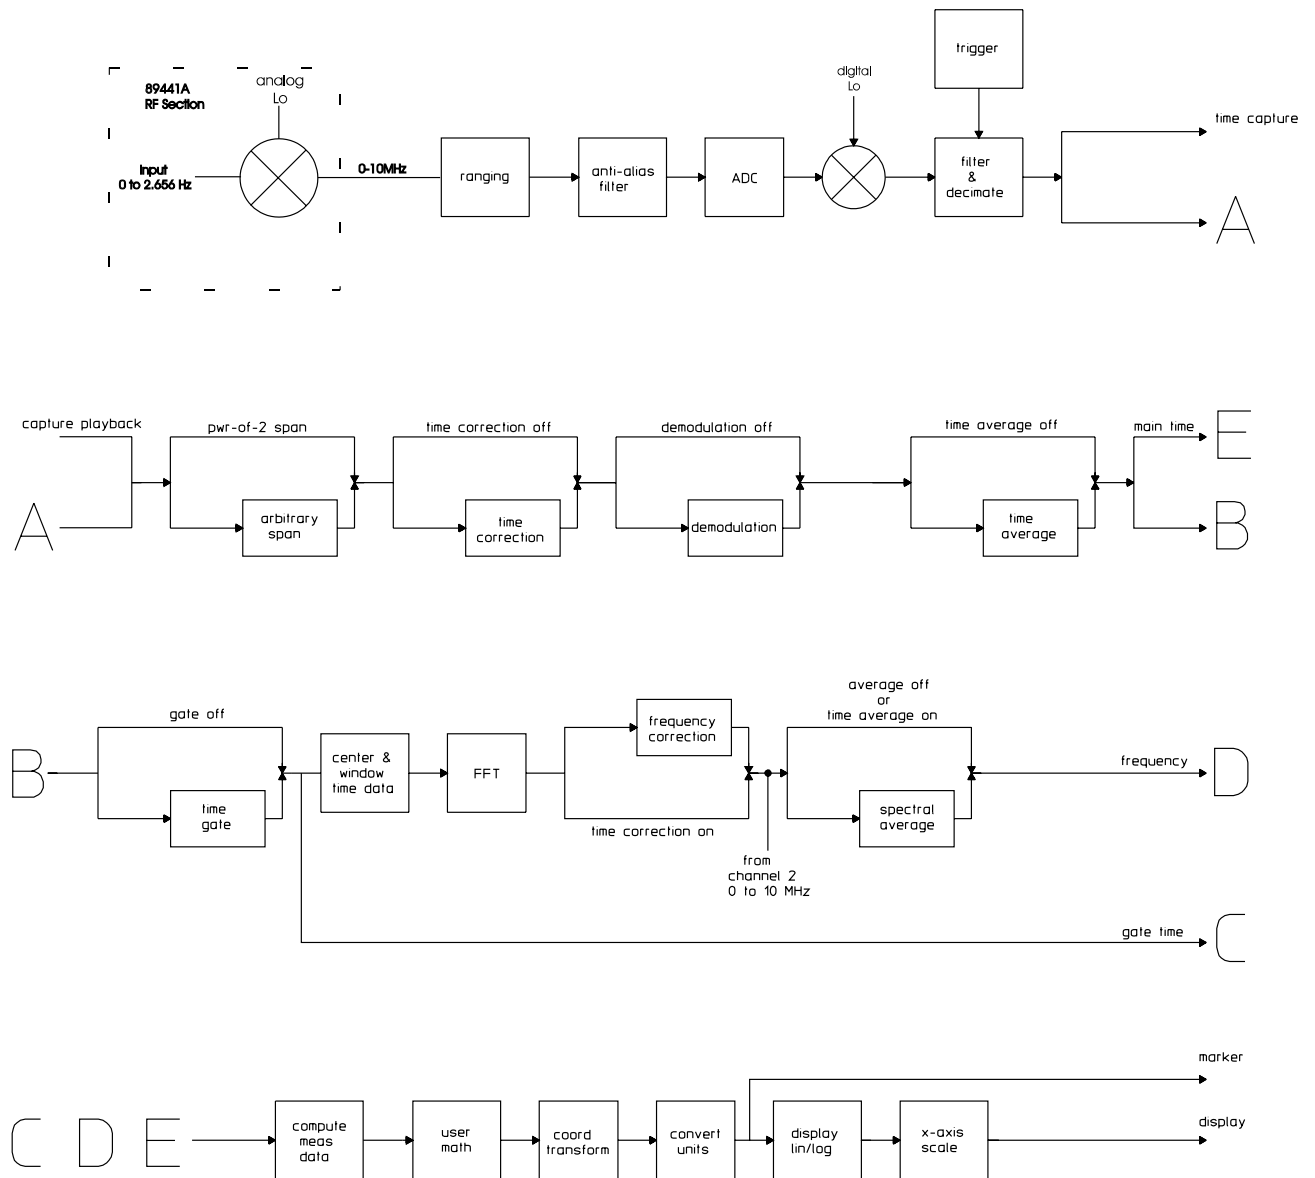 trigger
89441A
RF Section
analog
Lo
digital
Lo
time capture
Input
0 to 2.656 Hz
0-10MHz
ranging
anti-alias
filter
ADC
filter
&
decimate
A
capture playback
pwr-of-2 span
time correction off
demodulation off
time average off
main time
E
A
arbitrary
span
time
correction
demodulation
time
average
B
average off
or
time average on
gate off
frequency
correction
B
center &
window
time data
FFT
frequency
D
time
gate
time correction on
spectral
average
from
channel 2
0 to 10 MHz
gate time
C
marker
C D E
compute
meas
data
user
math
coord
transform
convert
units
display
lin/log
x-axis
scale
display